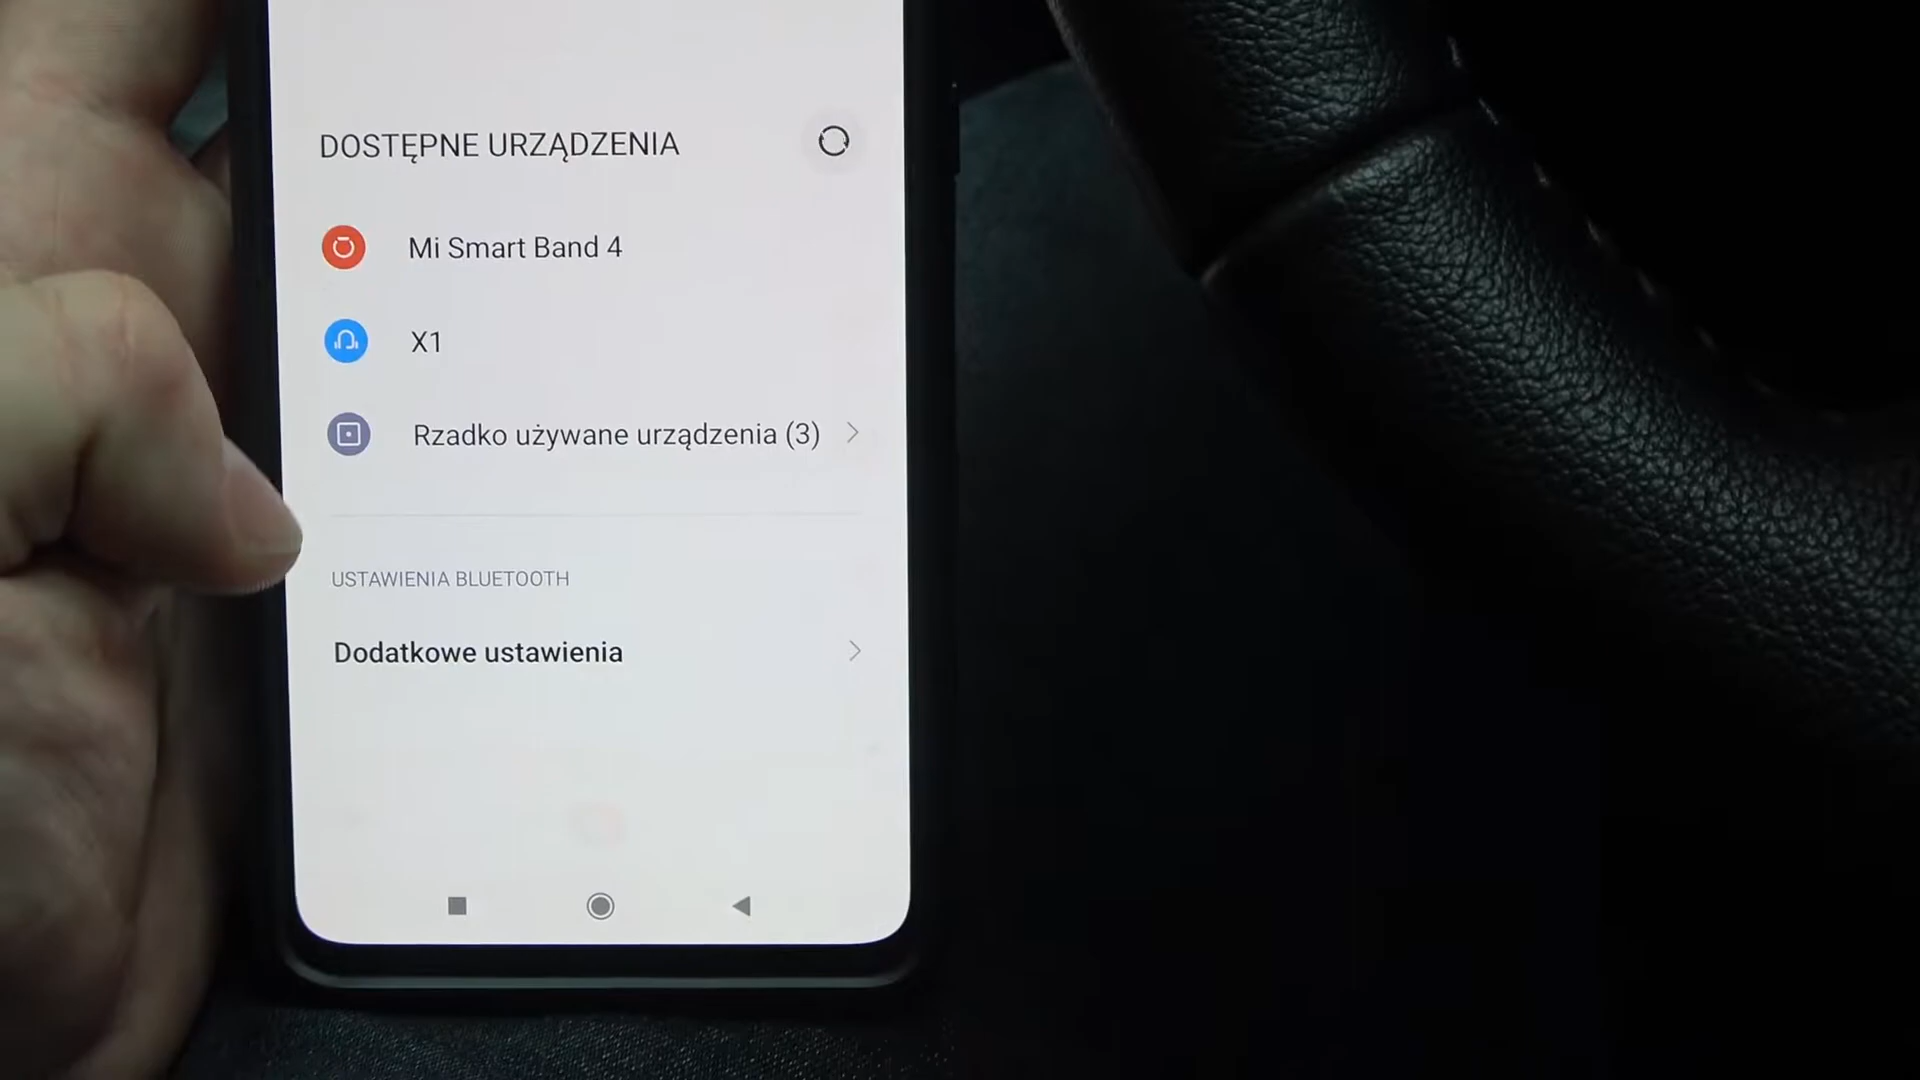 DOSTĘPNE URZĄDZENIA
Mi Smart Band 4
X1
Rzadko używane urządzenia (3)
USTAWIENIA BLUETOOTH
Dodatkowe ustawienia